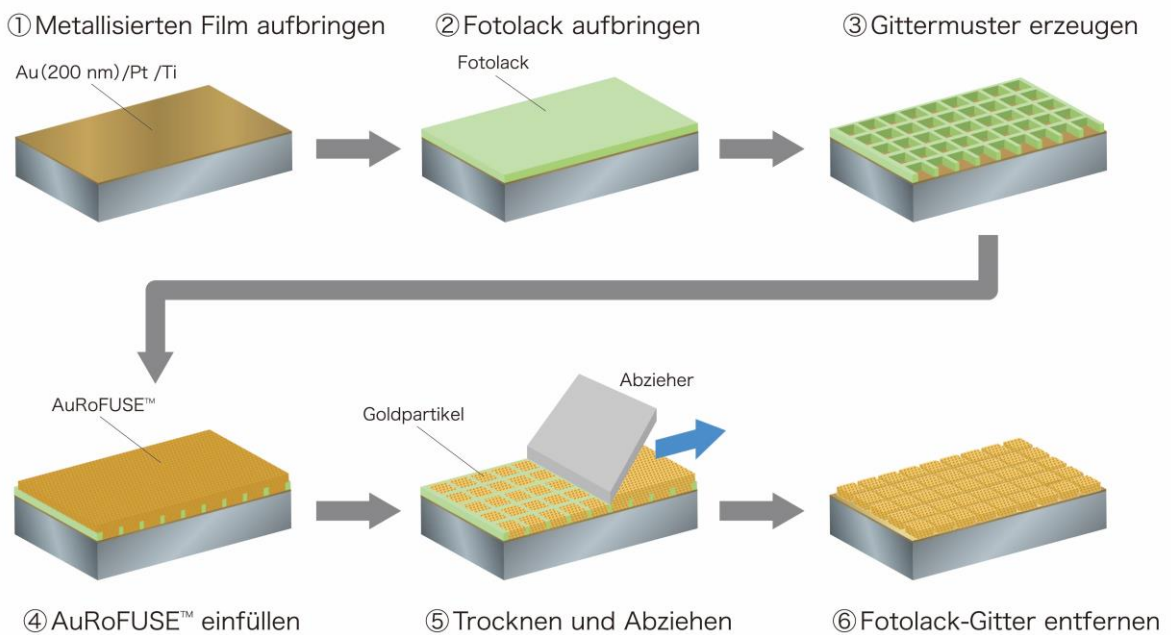 ①Metallisierten Film aufbringen
②Fotolack aufbringen
③Gittermuster erzeugen
Au(200 nm)/Pt /Ti
Fotolack
AuRoFUSE™
Goldpartikel
Abzieher
④AuRoFUSE™ einfüllen
⑤Trocknen und Abziehen
⑥Fotolack-Gitter entfernen